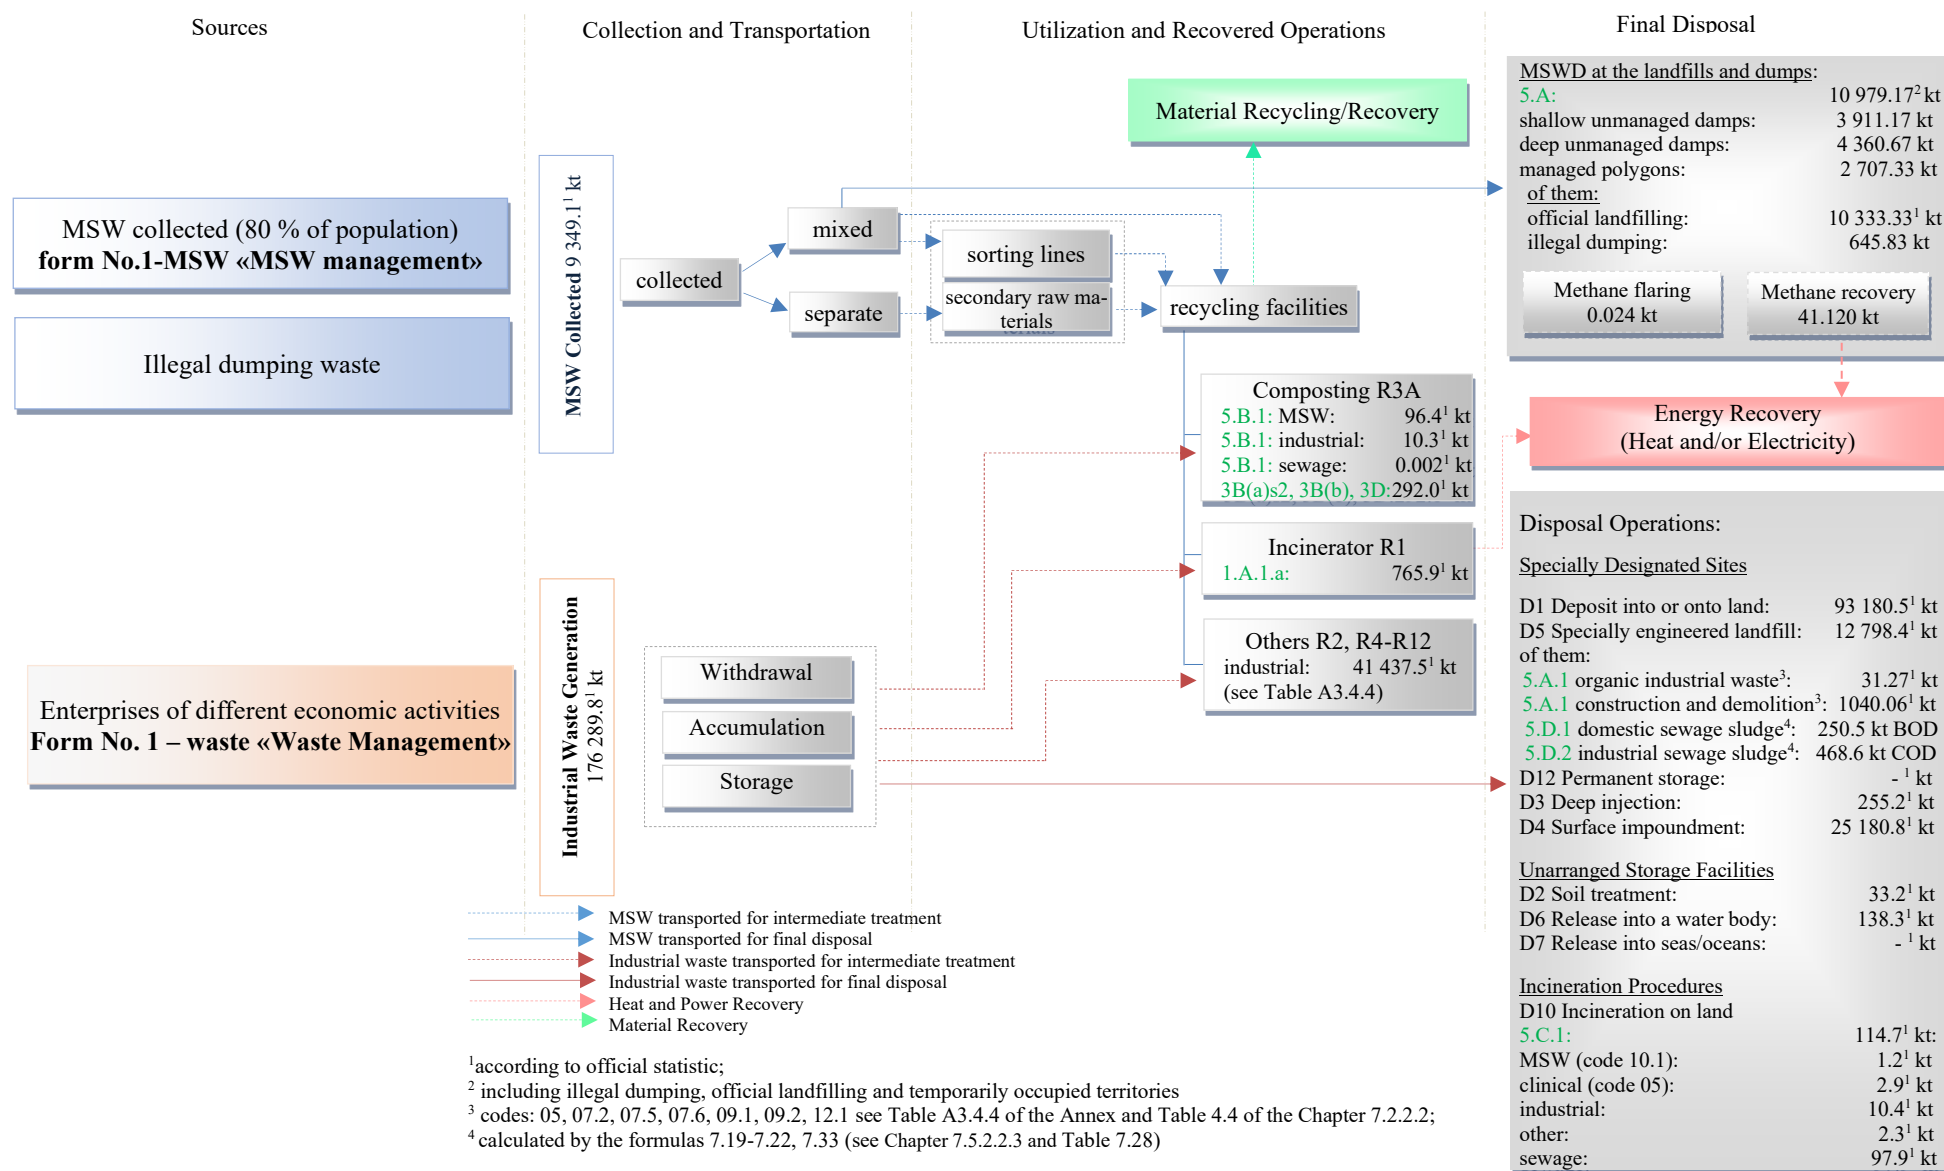 Sources
Collection and Transportation
Utilization and Recovered Operations
Final Disposal
MSW collected (80 % of population)
form No.1-MSW «MSW management»
Illegal dumping waste
Enterprises of different economic activities
Form No. 1 – waste «Waste Management»
MSW Collected 9 349.1¹ kt
Industrial Waste Generation
176 289.8¹ kt
collected
mixed
separate
Withdrawal
Accumulation
Storage
Material Recycling/Recovery
sorting lines
secondary raw ma-
terials
recycling facilities
Composting R3A
5.B.1: MSW: 96.4¹ kt
5.B.1: industrial: 10.3¹ kt
5.B.1: sewage: 0.002¹ kt
3B(a)s2, 3B(b), 3D: 292.0¹ kt
Incinerator R1
1.A.1.a: 765.9¹ kt
Others R2, R4-R12
industrial: 41 437.5¹ kt
(see Table A3.4.4)
MSWD at the landfills and dumps:
5.A: 10 979.17² kt
shallow unmanaged damps: 3 911.17 kt
deep unmanaged damps: 4 360.67 kt
managed polygons: 2 707.33 kt
of them:
official landfilling: 10 333.33¹ kt
illegal dumping: 645.83 kt
Methane flaring
0.024 kt
Methane recovery
41.120 kt
Energy Recovery
(Heat and/or Electricity)
Disposal Operations:
Specially Designated Sites
D1 Deposit into or onto land: 93 180.5¹ kt
D5 Specially engineered landfill: 12 798.4¹ kt
of them:
5.A.1 organic industrial waste³: 31.27¹ kt
5.A.1 construction and demolition³: 1040.06¹ kt
5.D.1 domestic sewage sludge⁴: 250.5 kt BOD
5.D.2 industrial sewage sludge⁴: 468.6 kt COD
D12 Permanent storage: - ¹ kt
D3 Deep injection: 255.2¹ kt
D4 Surface impoundment: 25 180.8¹ kt
Unarranged Storage Facilities
D2 Soil treatment: 33.2¹ kt
D6 Release into a water body: 138.3¹ kt
D7 Release into seas/oceans: - ¹ kt
Incineration Procedures
D10 Incineration on land
5.C.1: 114.7¹ kt:
MSW (code 10.1): 1.2¹ kt
clinical (code 05): 2.9¹ kt
industrial: 10.4¹ kt
other: 2.3¹ kt
sewage: 97.9¹ kt
MSW transported for intermediate treatment
MSW transported for final disposal
Industrial waste transported for intermediate treatment
Industrial waste transported for final disposal
Heat and Power Recovery
Material Recovery
¹according to official statistic;
² including illegal dumping, official landfilling and temporarily occupied territories
³ codes: 05, 07.2, 07.5, 07.6, 09.1, 09.2, 12.1 see Table A3.4.4 of the Annex and Table 4.4 of the Chapter 7.2.2.2;
⁴ calculated by the formulas 7.19-7.22, 7.33 (see Chapter 7.5.2.2.3 and Table 7.28)